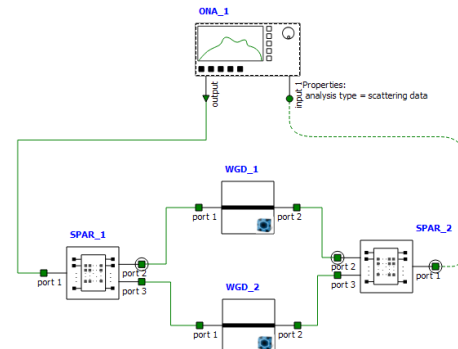 ONA_1
output
input 1
Properties:
analysis type = scattering data
WGD_1
port 1
port 2
SPAR_1
port 1
port 2
port 3
SPAR_2
port 2
port 3
port 1
WGD_2
port 1
port 2